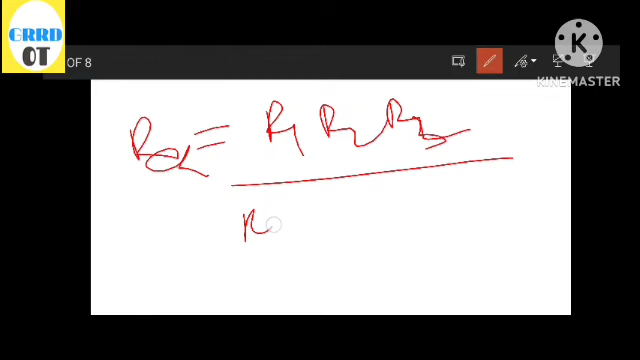 GRRD
OT
OF 8
K
KINEMASTER
Req = R1 R2 R3
R